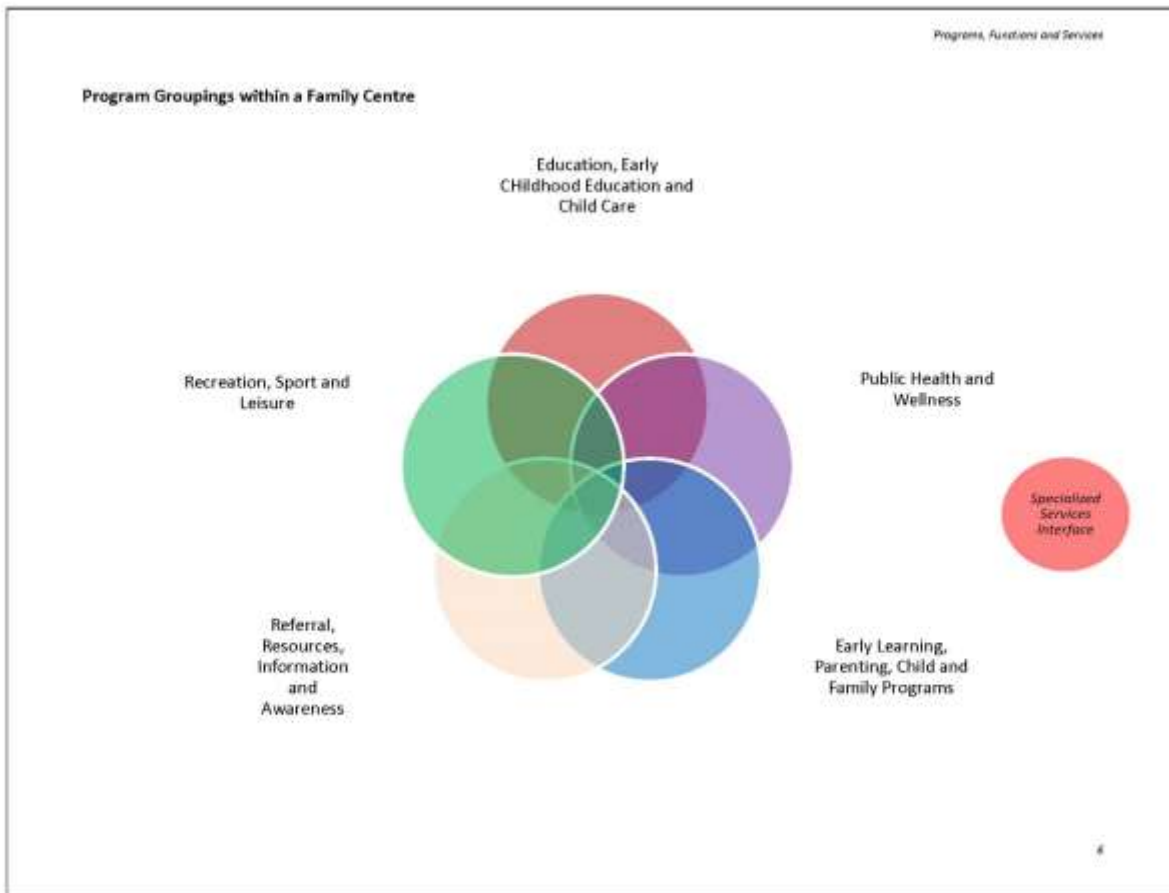 Programs, Functions and Services
Program Groupings within a Family Centre
Education, Early
CHildhood Education and
Child Care
Recreation, Sport and
Leisure
Public Health and
Wellness
Specialized
Services
Interface
Referral,
Resources,
Information
and
Awareness
Early Learning,
Parenting, Child and
Family Programs